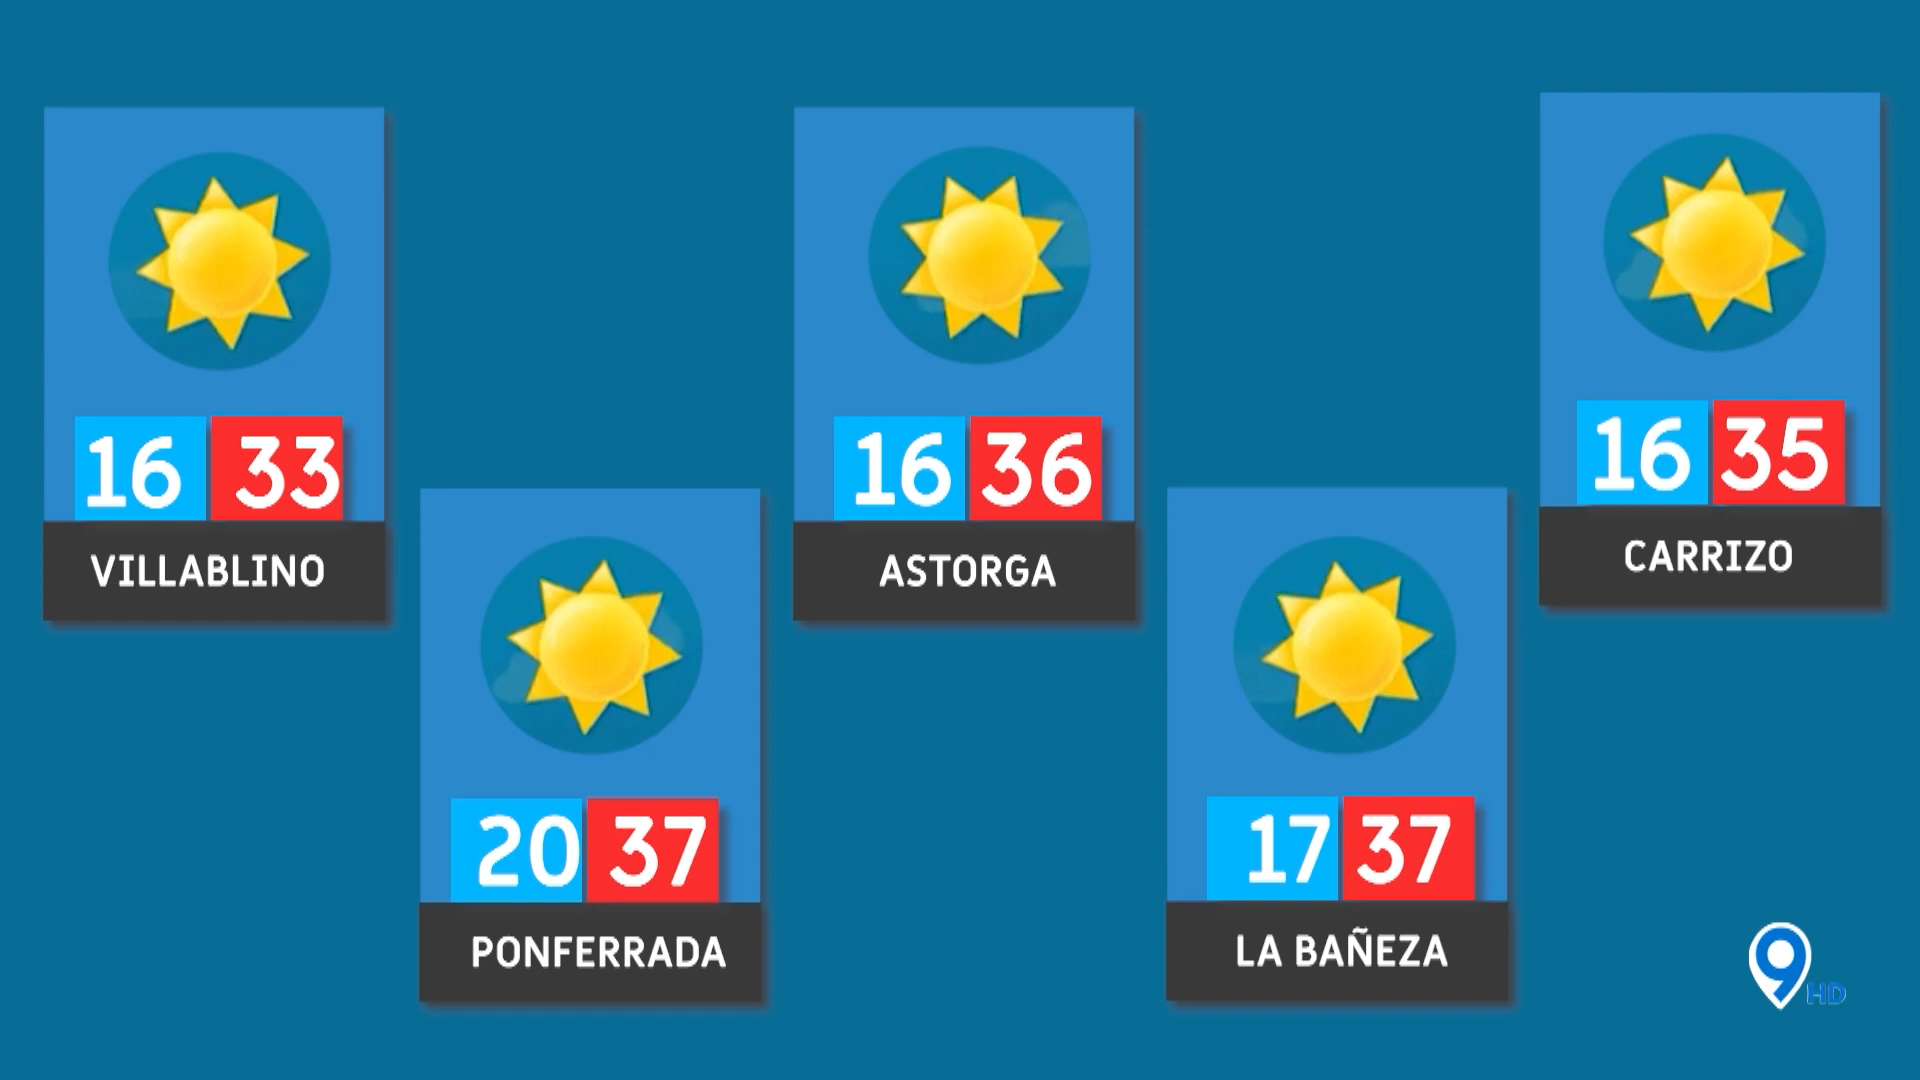 16 33
VILLABLINO
20 37
PONFERRADA
16 36
ASTORGA
17 37
LA BAÑEZA
16 35
CARRIZO
9 HD